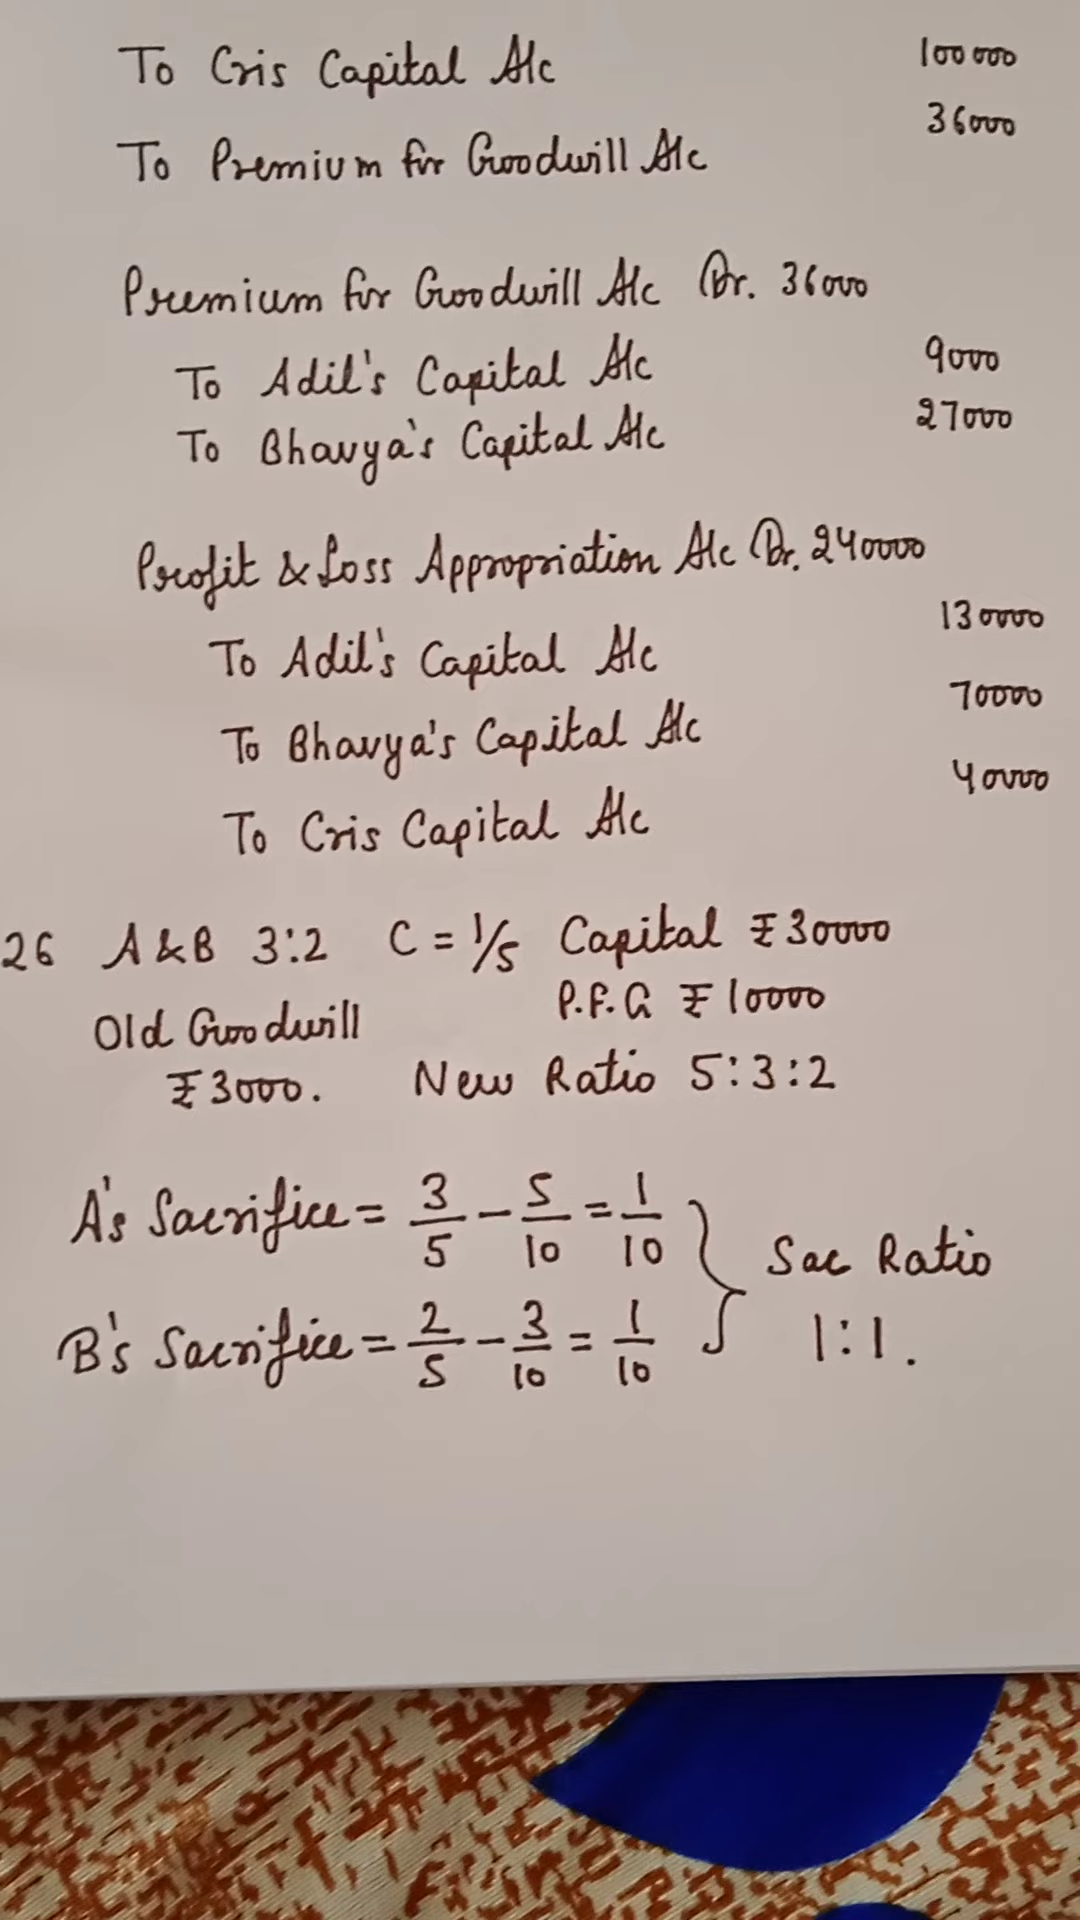 To Cris Capital A/c 100000
To Premium for Goodwill A/c 36000
Premium for Goodwill A/c Dr. 36000
To Adil's Capital A/c 9000
To Bhavya's Capital A/c 27000
Profit & Loss Appropriation A/c Dr. 240000
To Adil's Capital A/c 130000
To Bhavya's Capital A/c 70000
To Cris Capital A/c 40000
26 A & B 3:2 C = 1/5 Capital ₹30000
Old Goodwill P.F.G ₹10000
₹3000. New Ratio 5:3:2
A's Sacrifice = 3/5 - 5/10 = 1/10 } Sac Ratio
B's Sacrifice = 2/5 - 3/10 = 1/10 1:1.